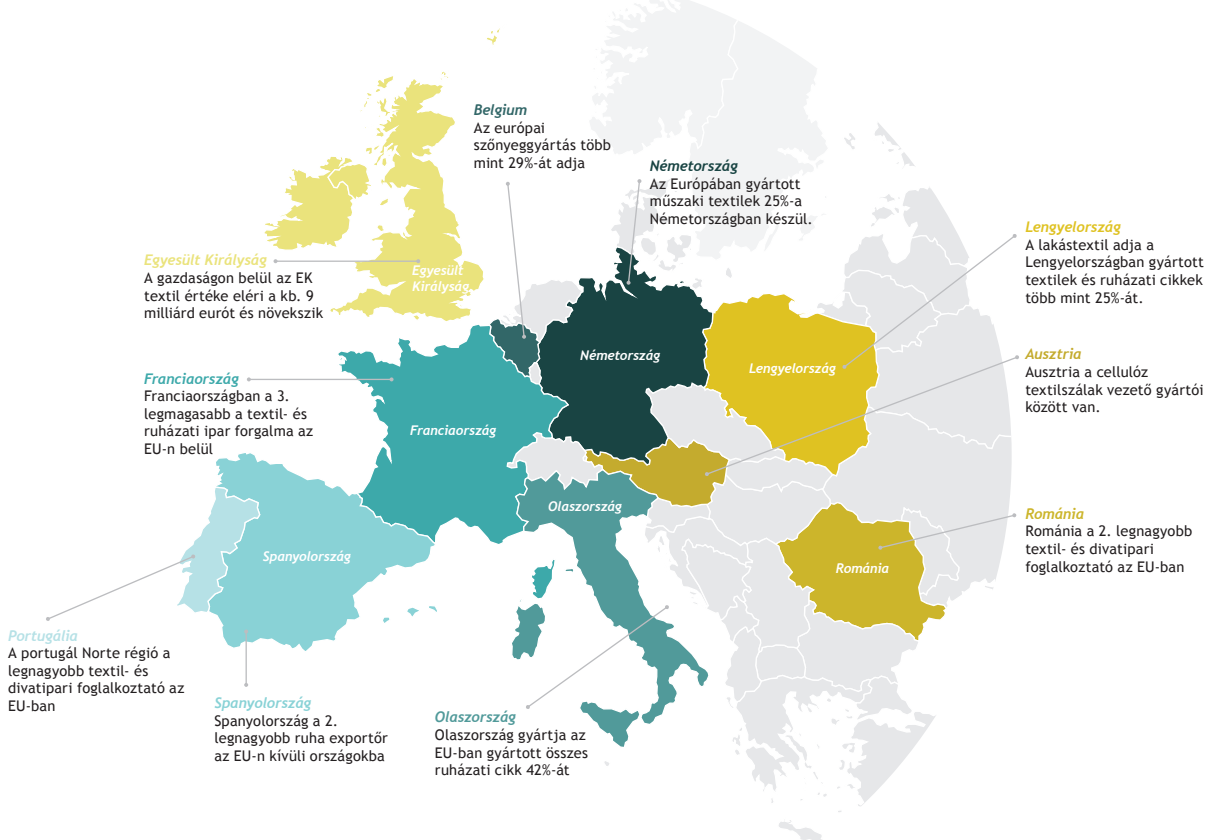 Belgium
Az európai
szőnyeggyártás több
mint 29%-át adja
Németország
Az Európában gyártott
műszaki textilek 25%-a
Németországban készül.
Lengyelország
A lakástextil adja a
Lengyelországban gyártott
textilek és ruházati cikkek
több mint 25%-át.
Egyesült Királyság
A gazdaságon belül az EK
textil értéke eléri a kb. 9
milliárd eurót és növekszik
Egyesült
Királyság
Németország
Lengyelország
Ausztria
Ausztria a cellulóz
textilszálak vezető gyártói
között van.
Franciaország
Franciaországban a 3.
legmagasabb a textil- és
ruházati ipar forgalma az
EU-n belül
Franciaország
Olaszország
Spanyolország
Románia
Románia
Románia a 2. legnagyobb
textil- és divatipari
foglalkoztató az EU-ban
Portugália
A portugál Norte régió a
legnagyobb textil- és
divatipari foglalkoztató az
EU-ban
Spanyolország
Spanyolország a 2.
legnagyobb ruha exportőr
az EU-n kívüli országokba
Olaszország
Olaszország gyártja az
EU-ban gyártott összes
ruházati cikk 42%-át